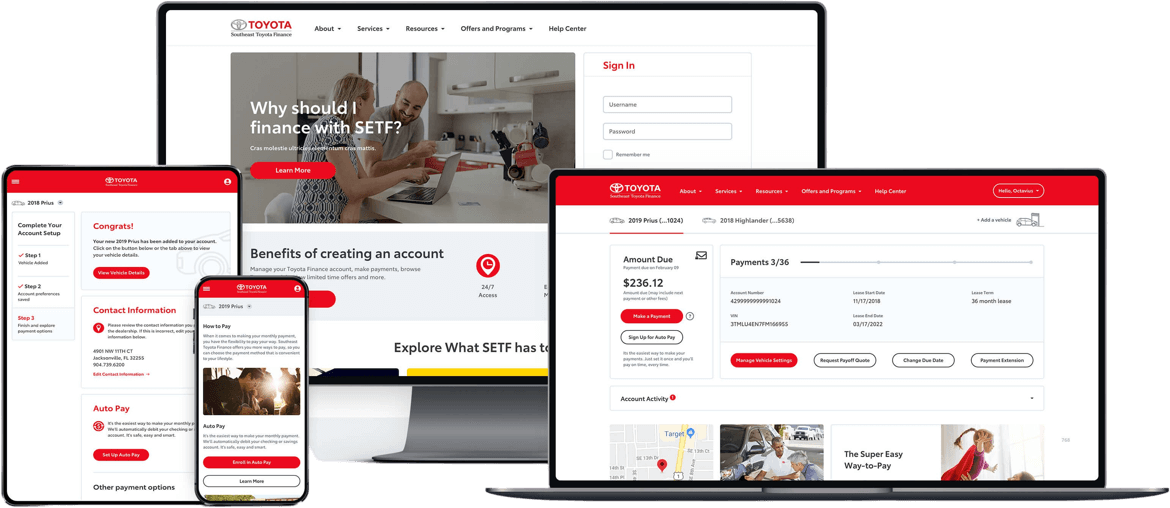 TOYOTA
Southeast Toyota Finance
About
Services
Resources
Offers and Programs
Help Center
Why should I
finance with SETF?
Cras molestie ultricies elementum cras mattis.
Learn More
Sign In
Username
Password
Remember me
Benefits of creating an account
Manage your Toyota Finance account, make payments, browse
ow limited time offers and more.
24/7
Access
E
M
Explore What SETF has to
TOYOTA
Southeast Toyota Finance
2018 Prius
Complete Your
Account Setup
Step 1
Vehicle Added
Step 2
Account preferences
saved
Step 3
Finish and explore
payment options
Congrats!
Your new 2019 Prius has been added to your account.
Click on the button below or the tab above to view
your vehicle details.
View Vehicle Details
Contact Information
Please review the contact information you
the dealership. If this is incorrect, edit your
information below.
4901 NW 11TH CT
Jacksonville, FL 32255
904.739.6200
Edit Contact Information
Auto Pay
It's the easiest way to make your monthly p
We'll automatically debit your checking or s
account. It's safe, easy and smart.
Set Up Auto Pay
Other payment options
TOYOTA
Southeast Toyota Finance
2019 Prius
How to Pay
When it comes to making your monthly payment,
you have the flexibility to pay your way. Southeast
Toyota Finance offers you more ways to pay, so you
can choose the payment method that is convenient
to your lifestyle.
Auto Pay
It's the easiest way to make your monthly payment.
We'll automatically debit your checking or savings
account. It's safe, easy and smart.
Enroll in Auto Pay
Learn More
TOYOTA
Southeast Toyota Finance
About
Services
Resources
Offers and Programs
Help Center
Hello, Octavius
2019 Prius (...1024)
2018 Highlander (...5638)
+ Add a vehicle
Amount Due
Payment due on February 09
$236.12
Amount due (may include next
payment or other fees)
Make a Payment
?
Sign Up for Auto Pay
Its the easiest way to make your
payments. Just set it once and you'll
pay on time, every time.
Payments 3/36
Account Number
4299999999991024
Lease Start Date
11/17/2018
Lease Term
36 month lease
VIN
3TMLU4EN7FM166955
Lease End Date
03/17/2022
Manage Vehicle Settings
Request Payoff Quote
Change Due Date
Payment Extension
Account Activity
Target
SE 13th St
SE 14th St
1
The Super Easy
Way-to-Pay
768